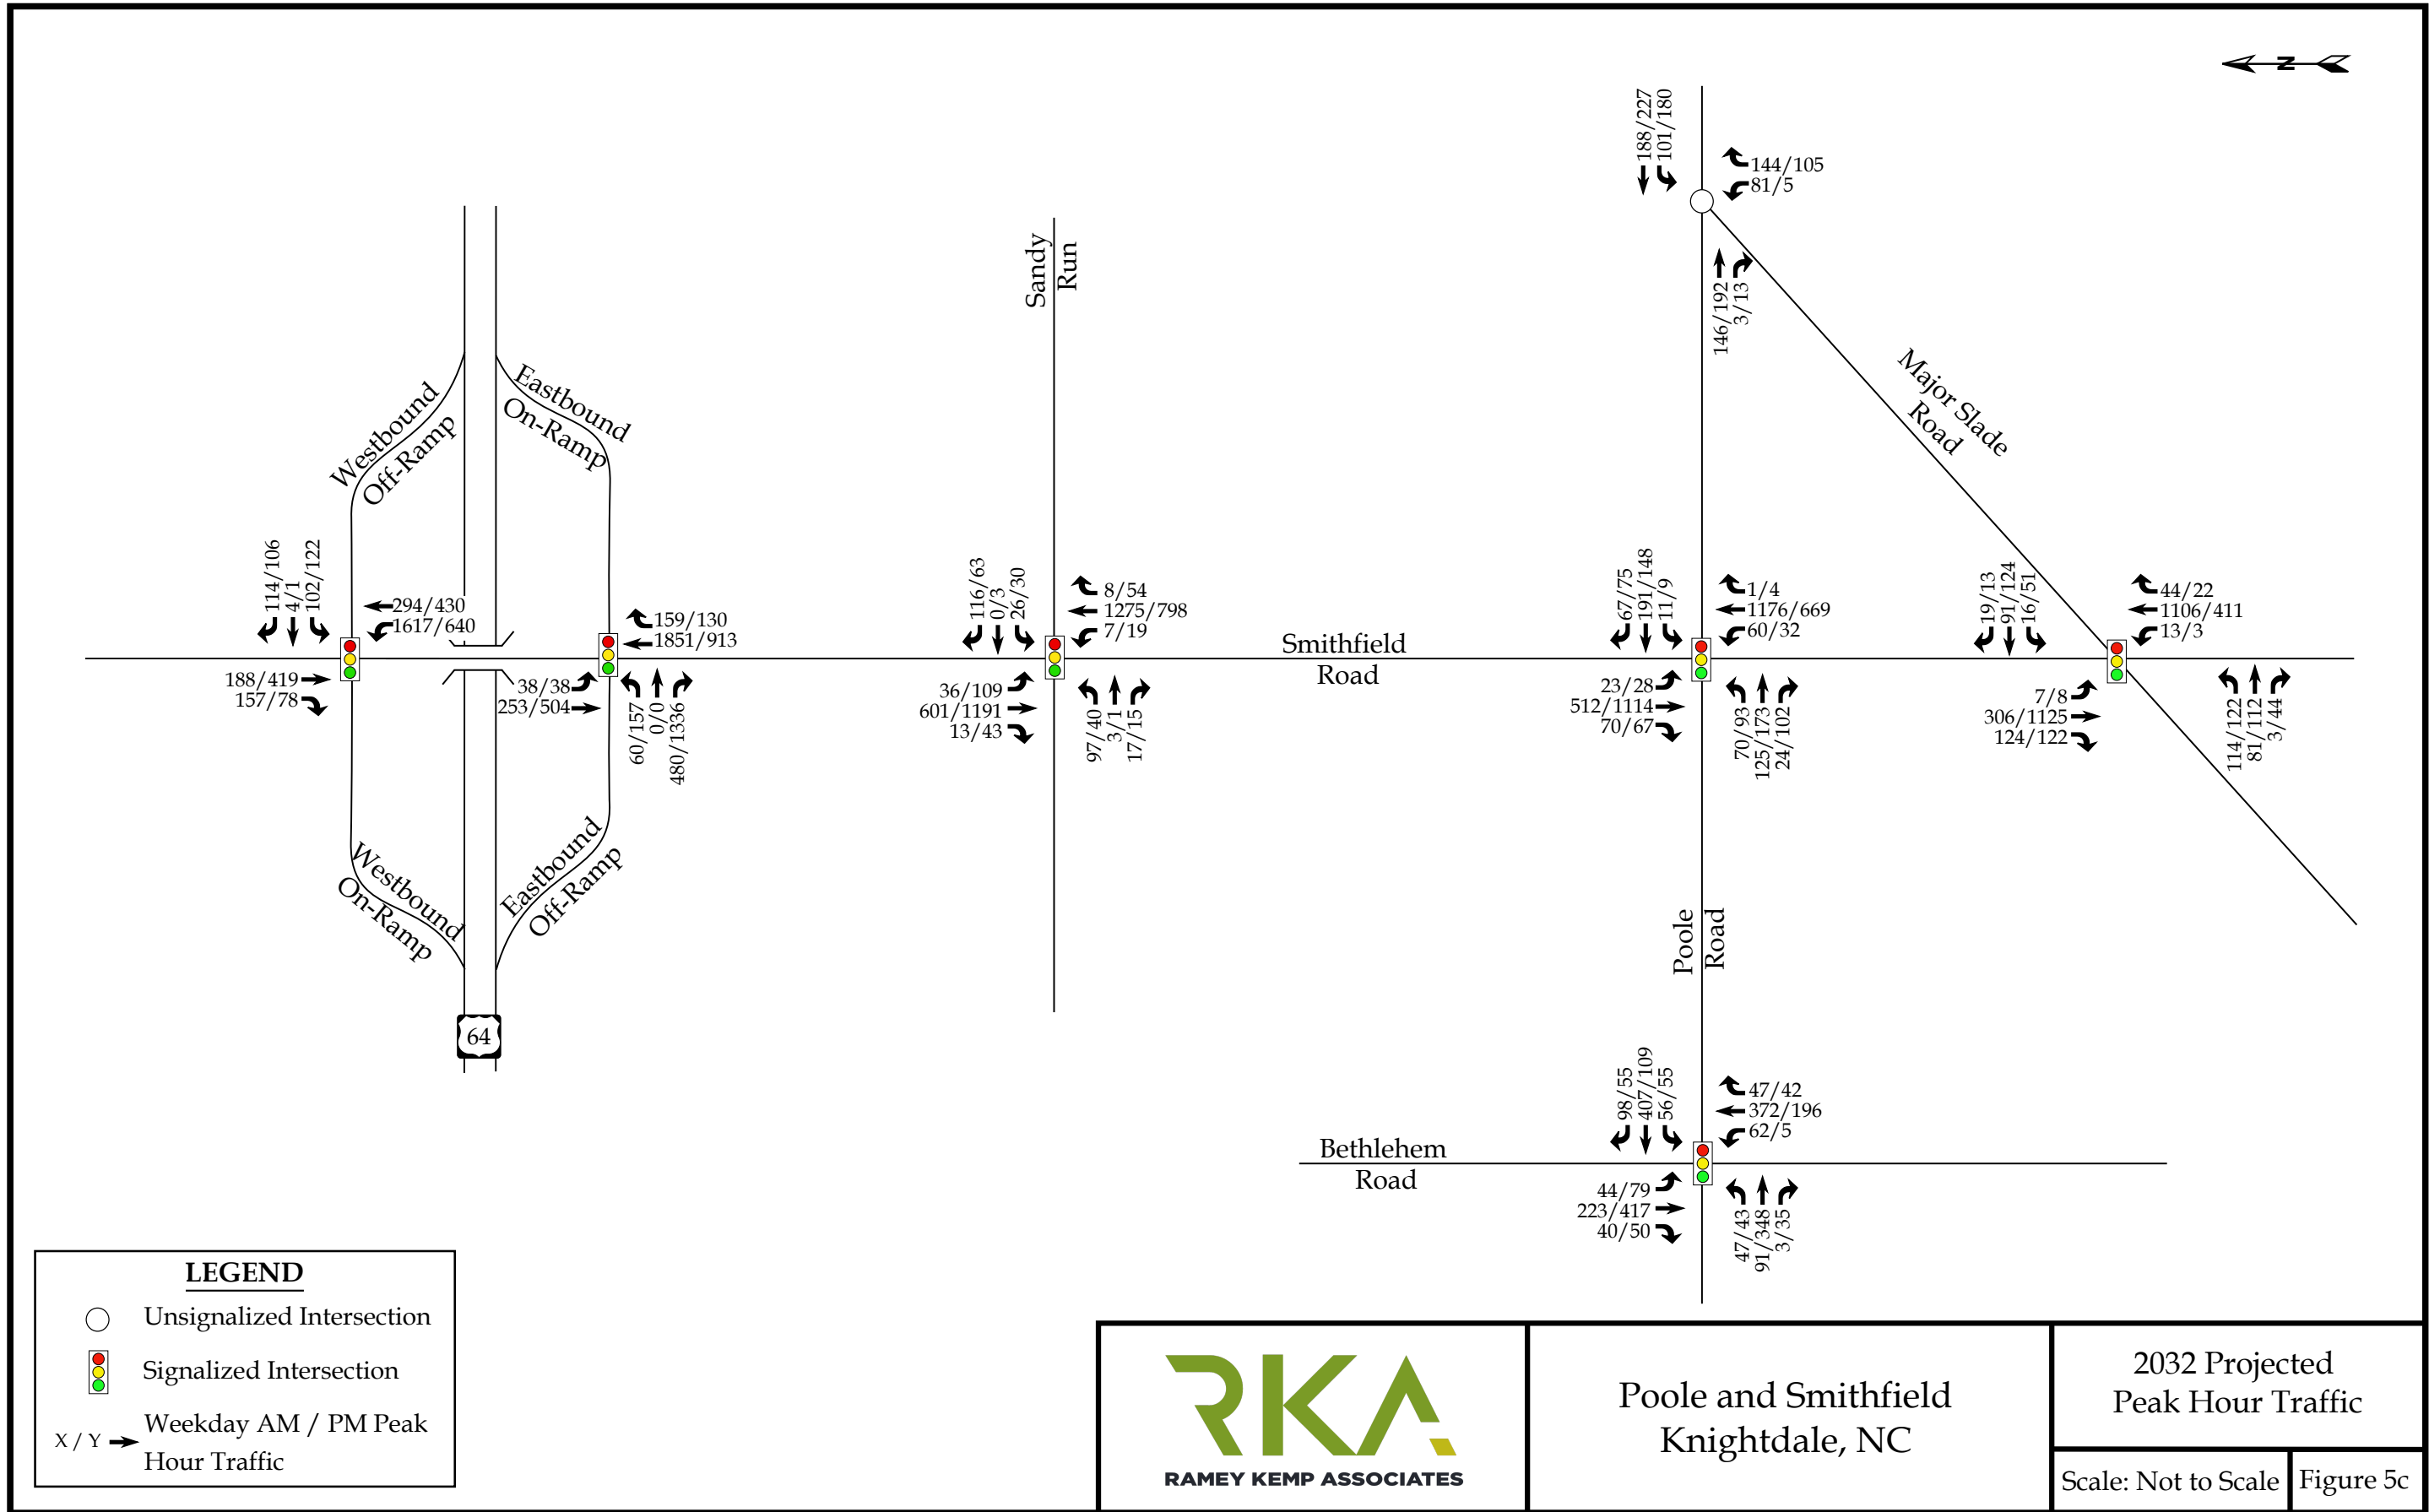 N
188/227
101/180
144/105
81/5
146/192
3/13
Sandy
Run
Major Slade
Road
Westbound
Off-Ramp
Eastbound
On-Ramp
114/106
4/1
102/122
294/430
1617/640
188/419
157/78
159/130
1851/913
38/38
253/504
60/157
0/0
480/1336
116/63
0/3
26/30
8/54
1275/798
7/19
36/109
601/1191
13/43
97/40
3/1
17/15
Smithfield
Road
67/75
191/148
11/9
1/4
1176/669
60/32
23/28
512/1114
70/67
70/93
125/173
24/102
19/13
91/124
16/51
44/22
1106/411
13/3
7/8
306/1125
124/122
114/122
81/112
3/44
Westbound
On-Ramp
Eastbound
Off-Ramp
64
Poole
Road
Bethlehem
Road
98/55
407/109
56/55
47/42
372/196
62/5
44/79
223/417
40/50
47/43
91/348
3/35
LEGEND
Unsignalized Intersection
Signalized Intersection
X / Y
Weekday AM / PM Peak
Hour Traffic
RKA
RAMEY KEMP ASSOCIATES
Poole and Smithfield
Knightdale, NC
2032 Projected
Peak Hour Traffic
Scale: Not to Scale
Figure 5c